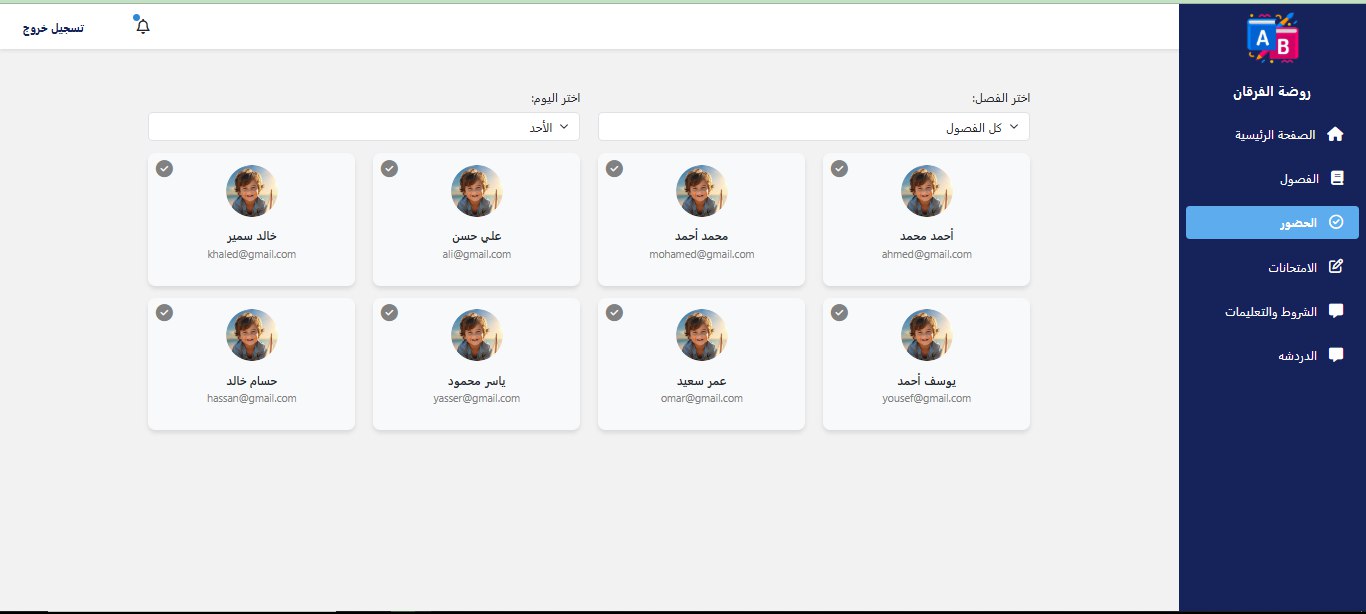 تسجيل خروج
A B
روضة الفرقان
الصفحة الرئيسية
الفصول
الحضور
الامتحانات
الشروط والتعليمات
الدردشه
اختر الفصل:
كل الفصول
اختر اليوم:
الأحد
أحمد محمد
ahmed@gmail.com
محمد أحمد
mohamed@gmail.com
علي حسن
ali@gmail.com
خالد سمير
khaled@gmail.com
يوسف أحمد
yousef@gmail.com
عمر سعيد
omar@gmail.com
ياسر محمود
yasser@gmail.com
حسام خالد
hassan@gmail.com